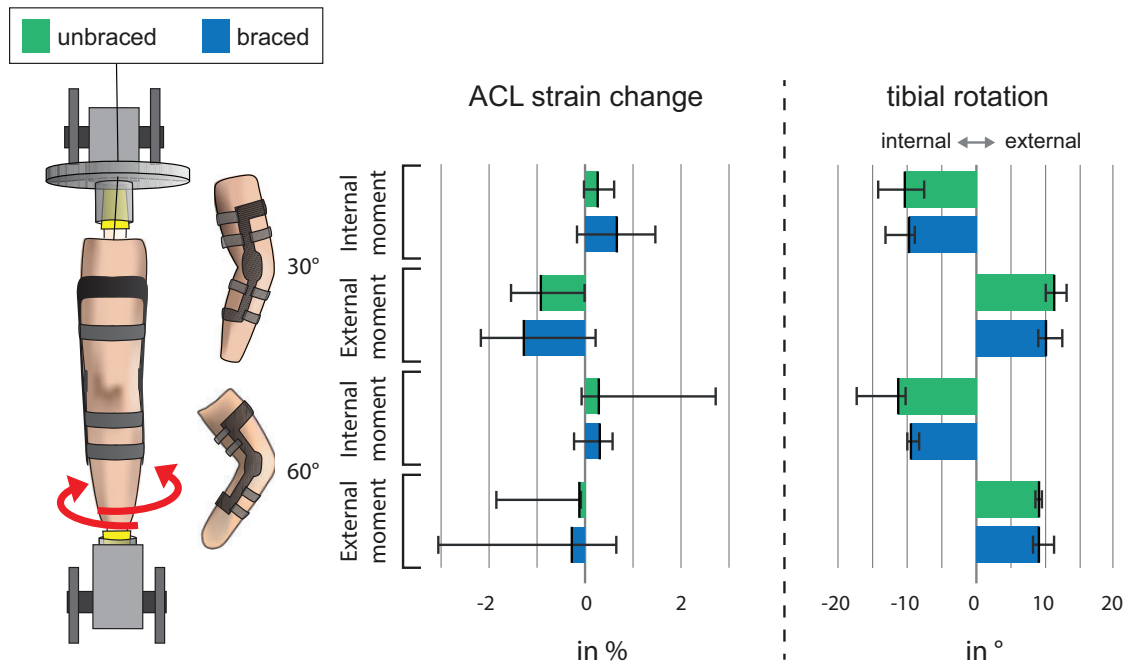 unbraced
braced
ACL strain change
tibial rotation
internal
external
30°
Internal
moment
External
moment
60°
Internal
moment
External
moment
-2
0
2
-20
-10
0
10
20
in %
in °